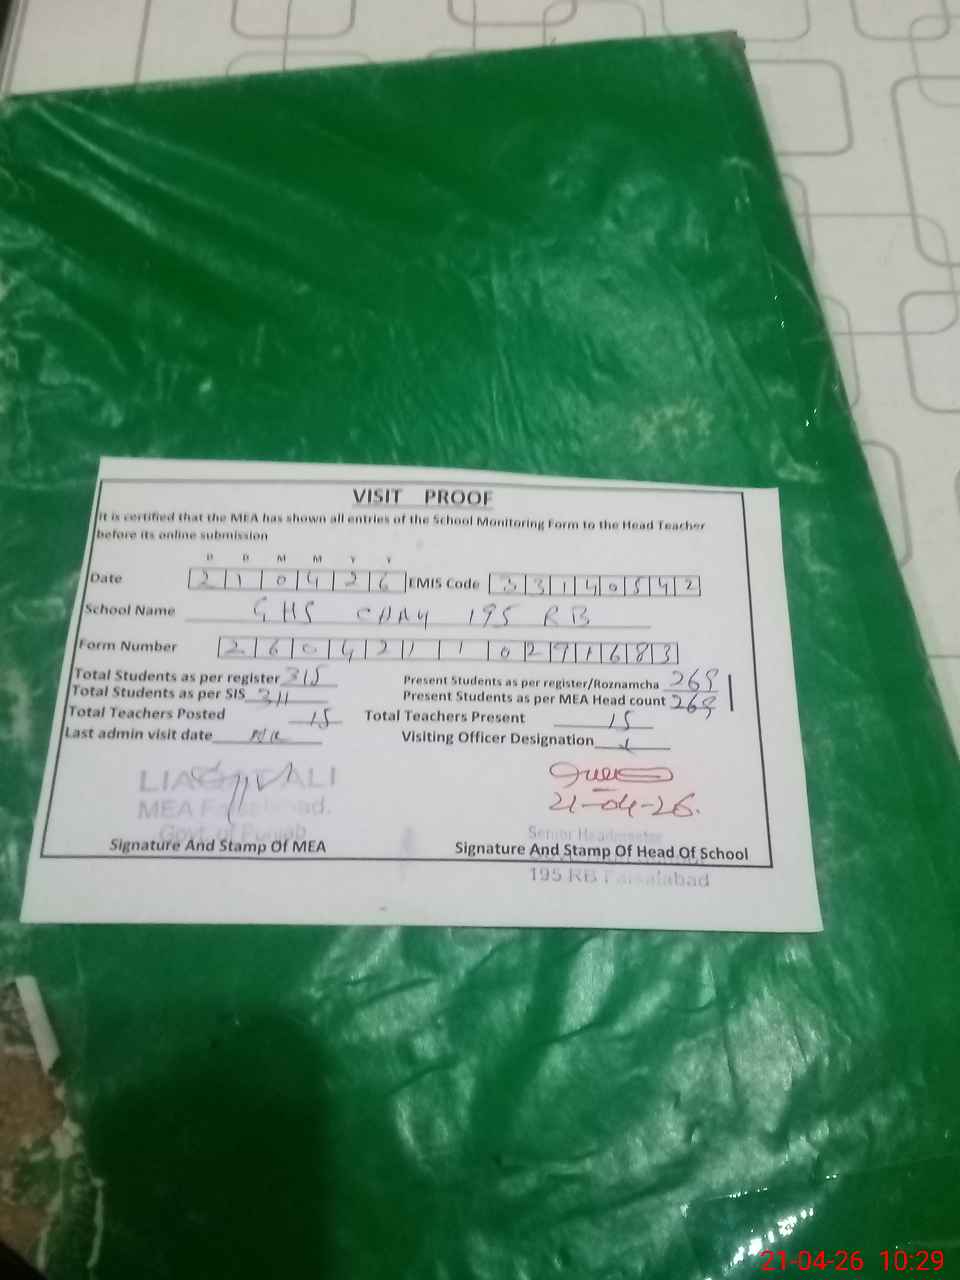 VISIT PROOF
It is certified that the MEA has shown all entries of the School Monitoring Form to the Head Teacher
before its online submission
D D M M Y Y
Date 2 1 0 4 2 6 EMIS Code 3 3 1 4 0 5 4 2
School Name GHS 195 RB
Form Number 2 6 0 4 2 1 1 0 2 9 1 6 8 3
Total Students as per register 315 Present Students as per register/Roznamcha 269
Total Students as per SIS 311 Present Students as per MEA Head count 269
Total Teachers Posted 15 Total Teachers Present 15
Last admin visit date Visiting Officer Designation
LIAQAT ALI
21-04-26.
MEA Faisalabad.
Govt. of Punjab
Senior Headmaster
Signature And Stamp Of MEA Signature And Stamp Of Head Of School
195 RB Faisalabad
21-04-26 10:29